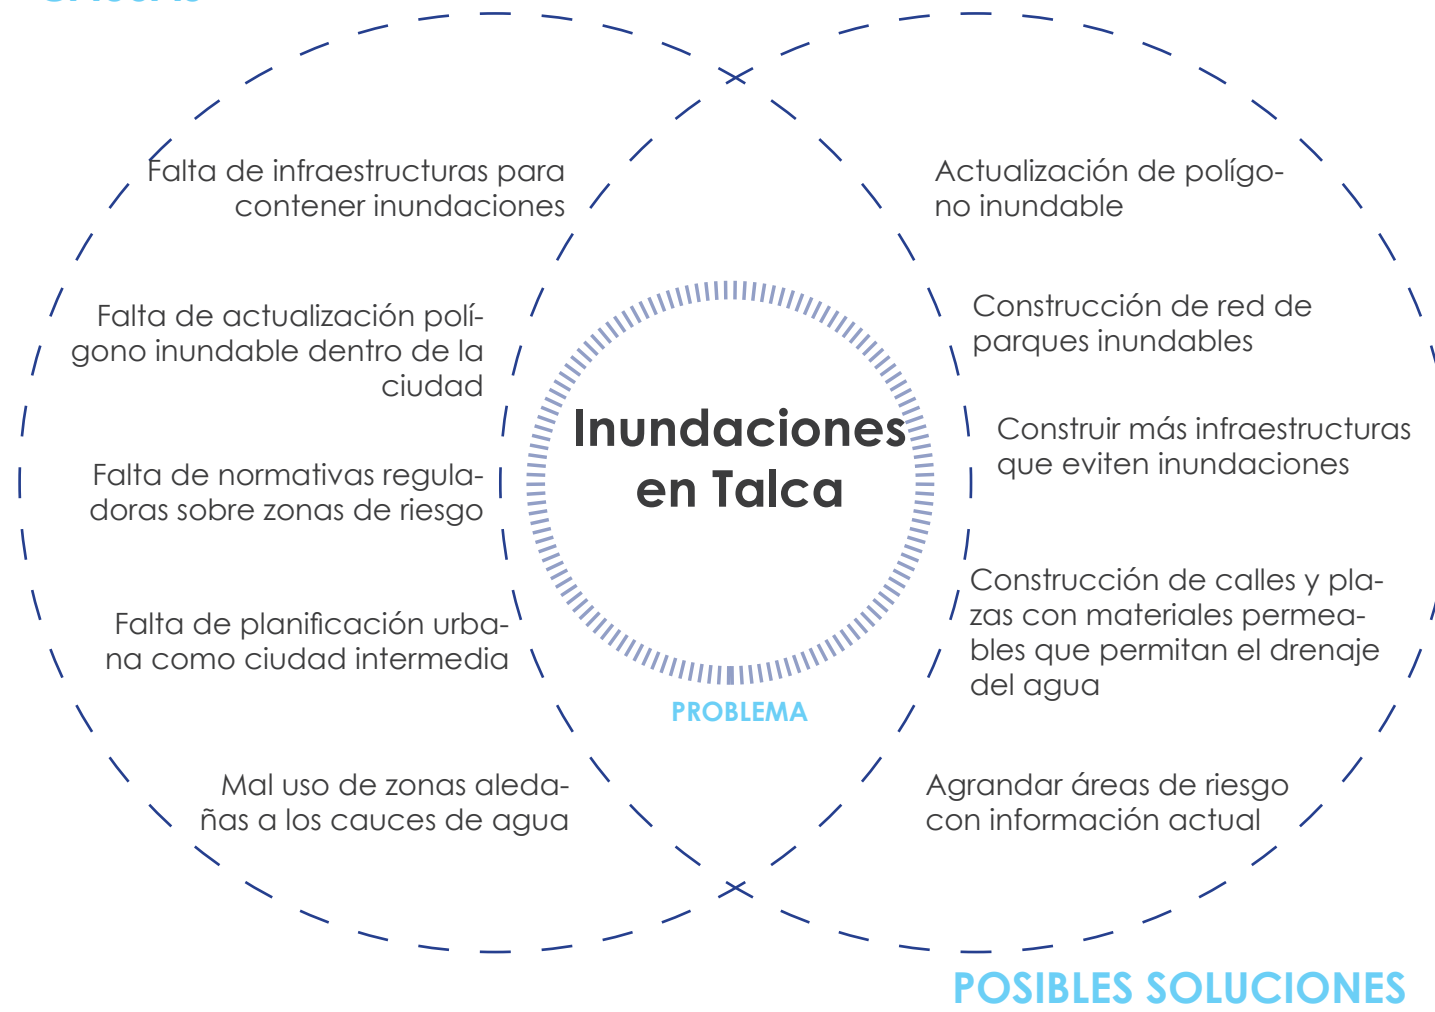 Falta de infraestructuras para
contener inundaciones
Falta de actualización polí-
gono inundable dentro de la
ciudad
Falta de normativas regula-
doras sobre zonas de riesgo
Falta de planificación urba-
na como ciudad intermedia
Mal uso de zonas aleda-
ñas a los cauces de agua
Inundaciones
en Talca
PROBLEMA
Actualización de polígo-
no inundable
Construcción de red de
parques inundables
Construir más infraestructuras
que eviten inundaciones
Construcción de calles y pla-
zas con materiales permea-
bles que permitan el drenaje
del agua
Agrandar áreas de riesgo
con información actual
POSIBLES SOLUCIONES